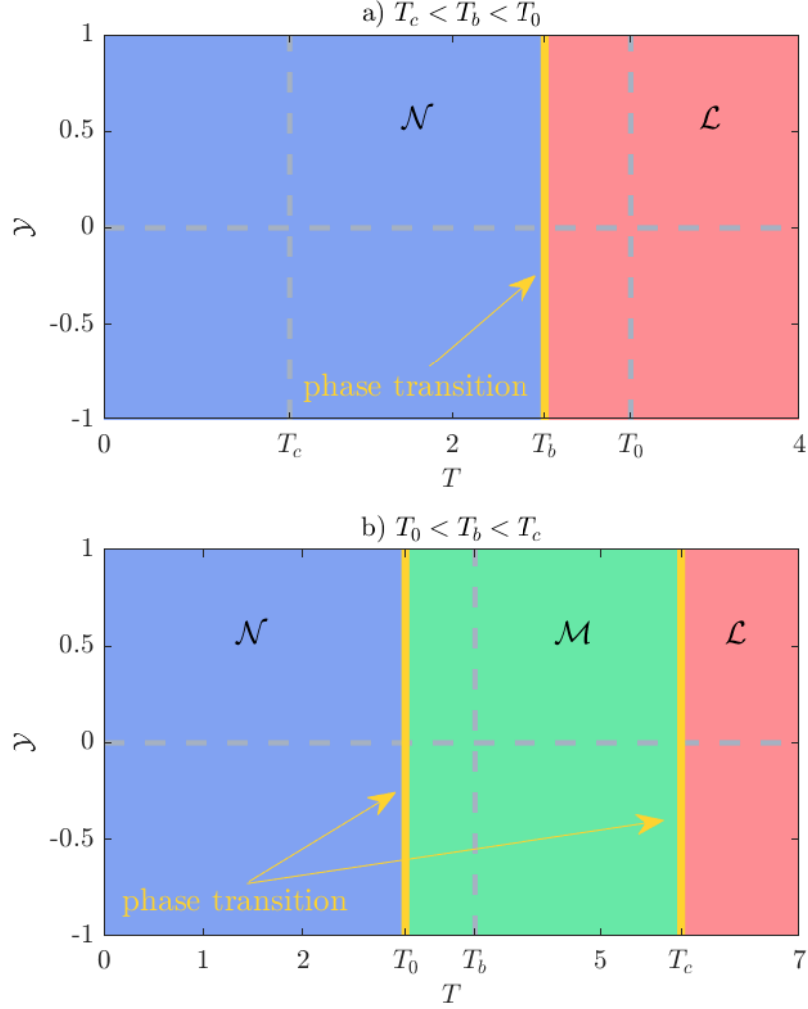 a) T_c < T_b < T_0
1
0.5
0
-0.5
-1
𝒴
𝒩
ℒ
phase transition
0 T_c 2 T_b T_0 4
T
b) T_0 < T_b < T_c
1
0.5
0
-0.5
-1
𝒴
𝒩
ℳ
ℒ
phase transition
0 1 2 T_0 T_b 5 T_c 7
T